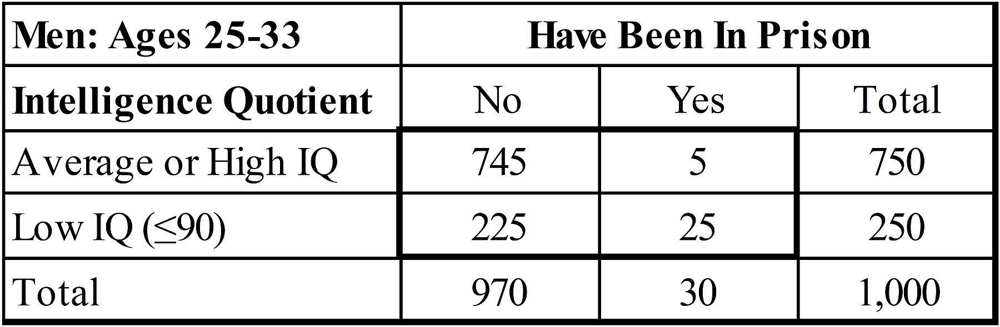 Men: Ages 25-33 Have Been In Prison
Intelligence Quotient No Yes Total
Average or High IQ 745 5 750
Low IQ (≤90) 225 25 250
Total 970 30 1,000